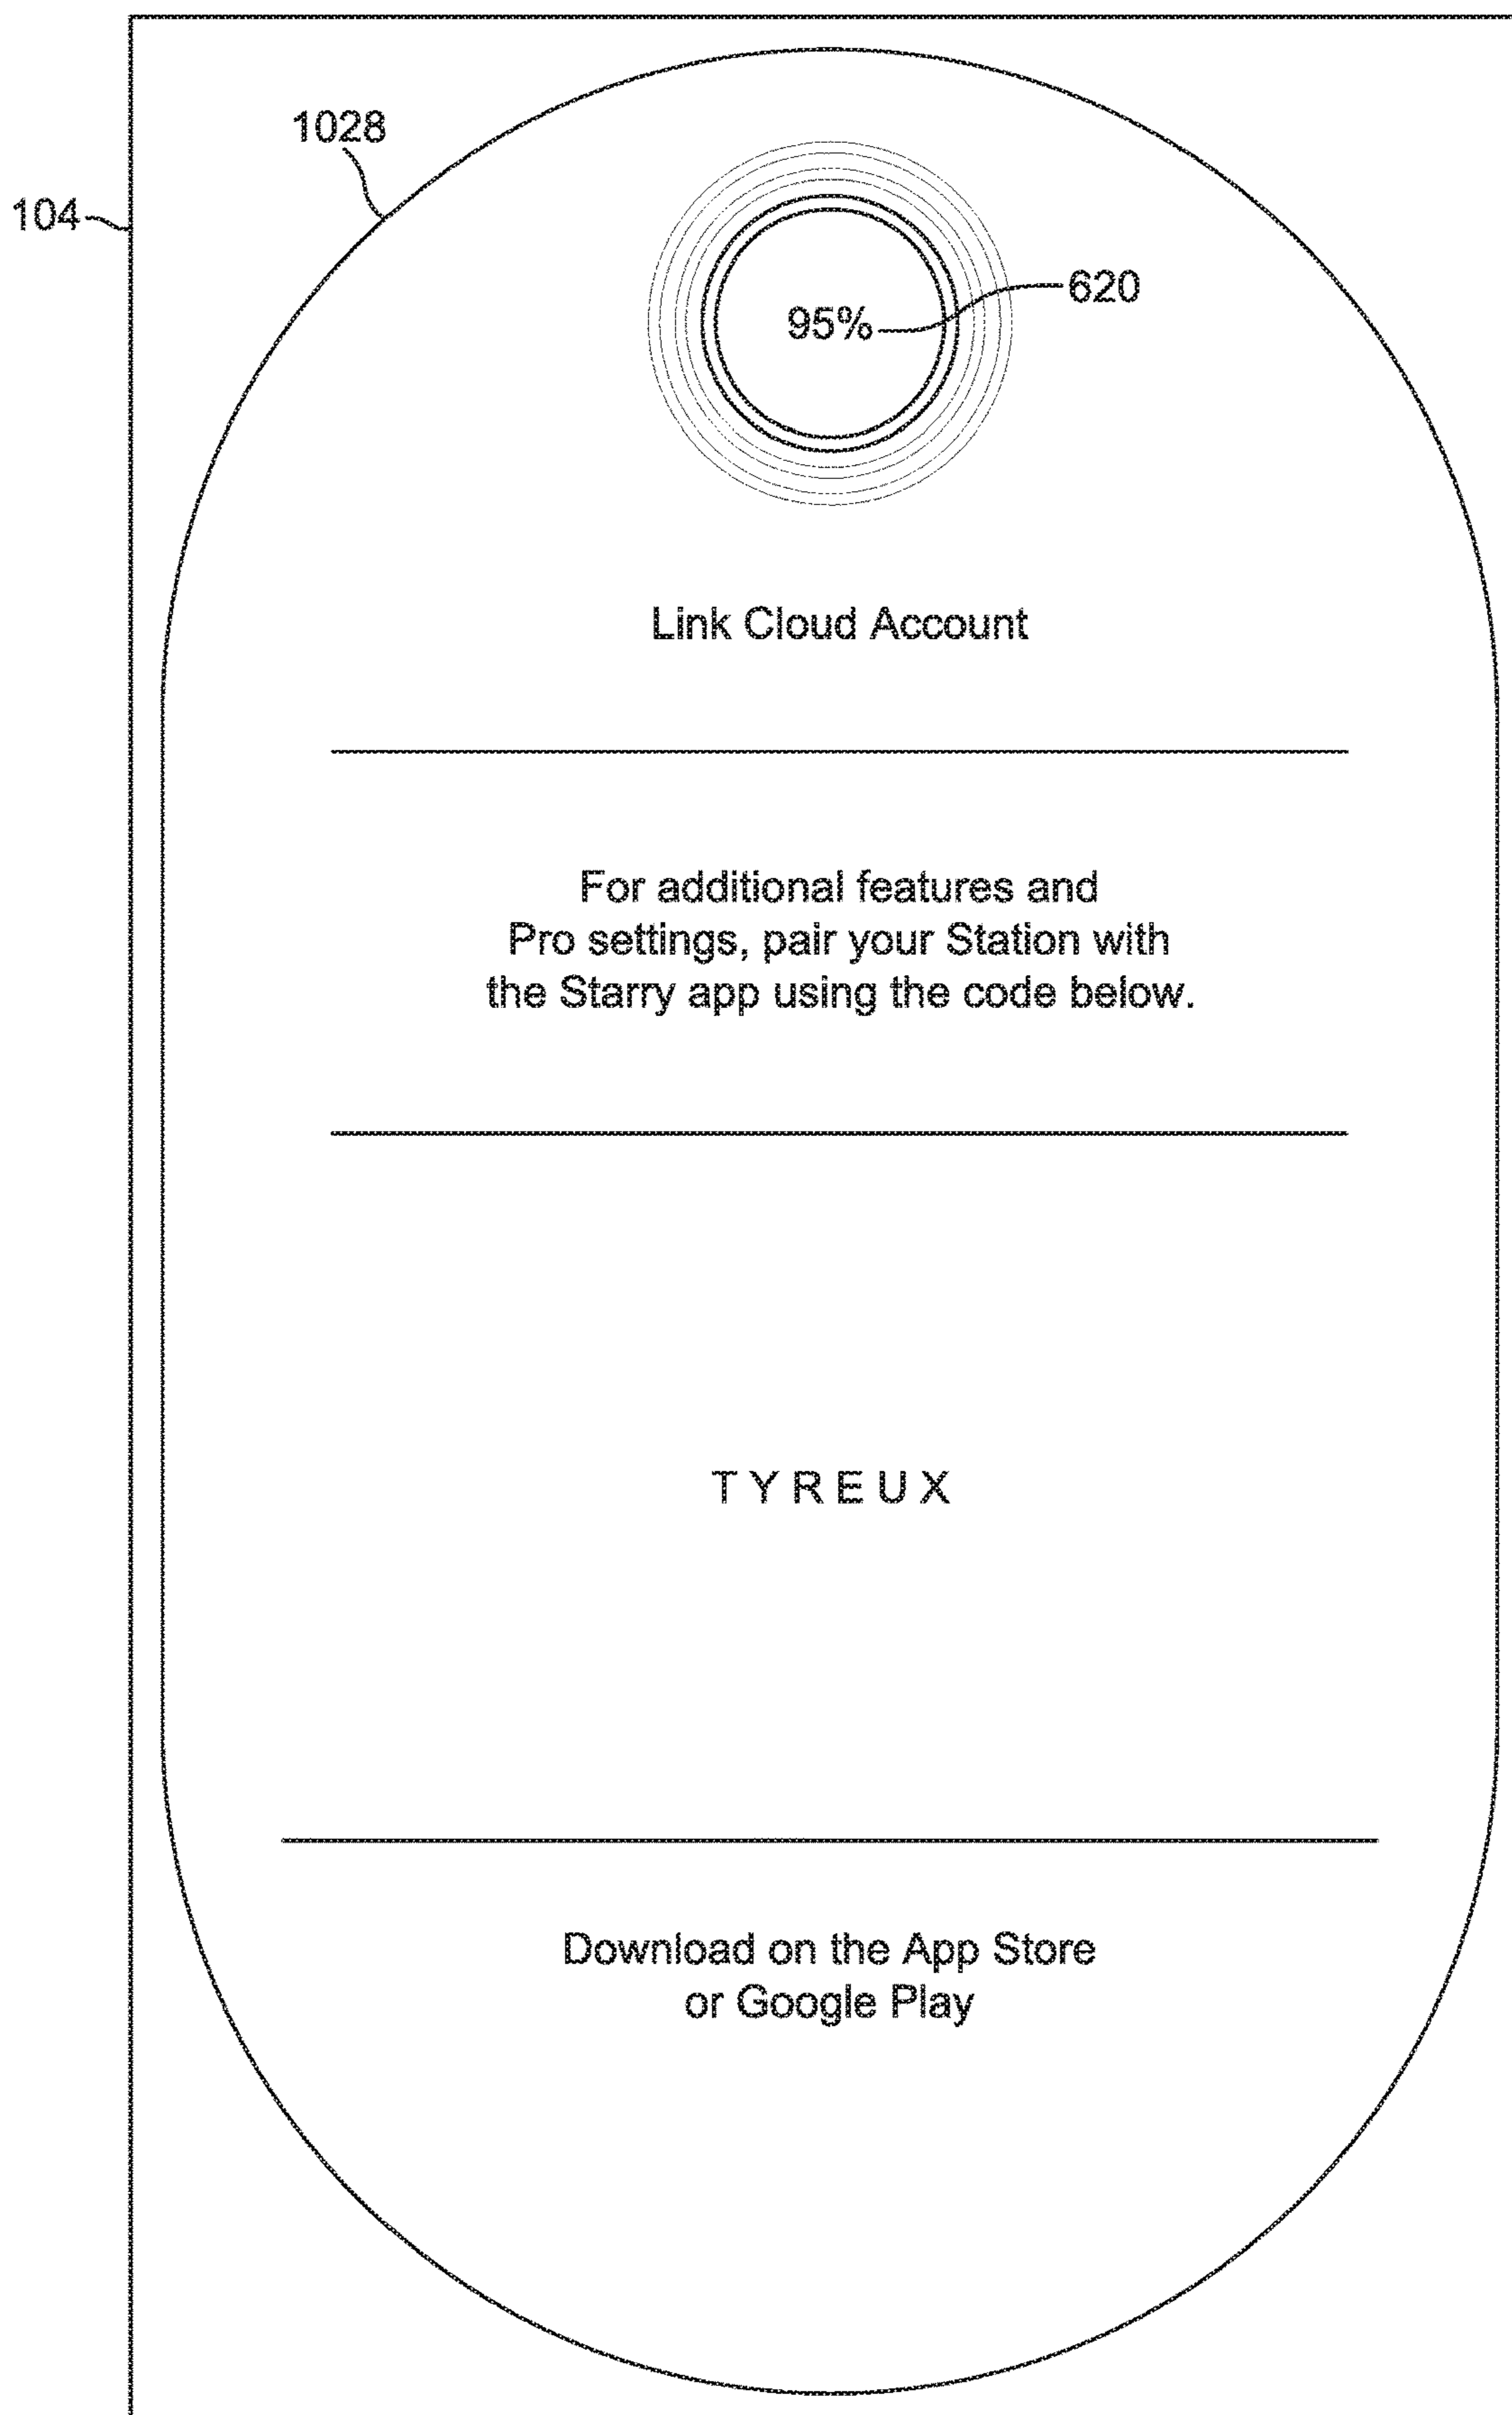 1028
104
620
95%
Link Cloud Account
For additional features and
Pro settings, pair your Station with
the Starry app using the code below.
TYREUX
Download on the App Store
or Google Play